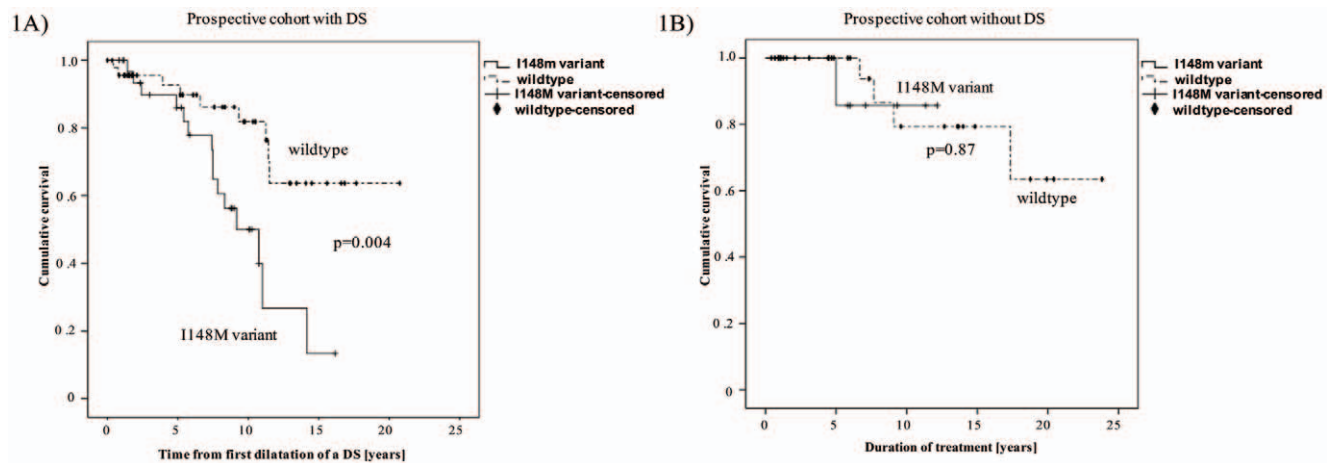 1A)
Prospective cohort with DS
1.0
0.8
0.6
0.4
0.2
0
0
5
10
15
20
25
Cumulative curvival
Time from first dilatation of a DS [years]
wildtype
p=0.004
I148M variant
I148m variant
wildtype
I148M variant-censored
wildtype-censored
1B)
Prospective cohort without DS
1.0
0.8
0.6
0.4
0.2
0
0
5
10
15
20
25
Cumulative curvival
Duration of treatment [years]
I148M variant
p=0.87
wildtype
I148m variant
wildtype
I148M variant-censored
wildtype-censored